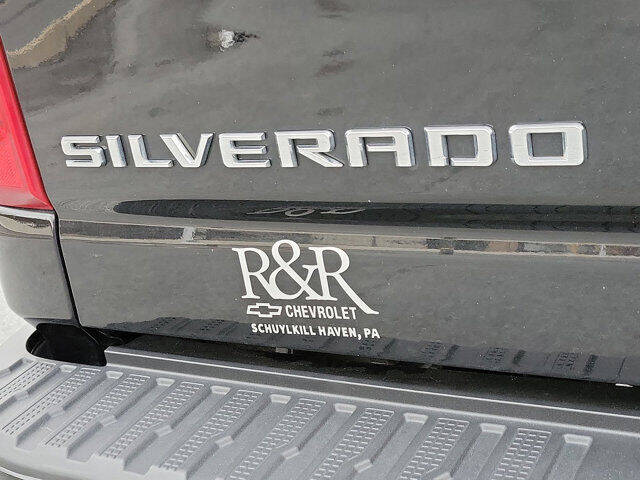 SILVERADO
R&R
CHEVROLET
SCHUYLKILL HAVEN, PA